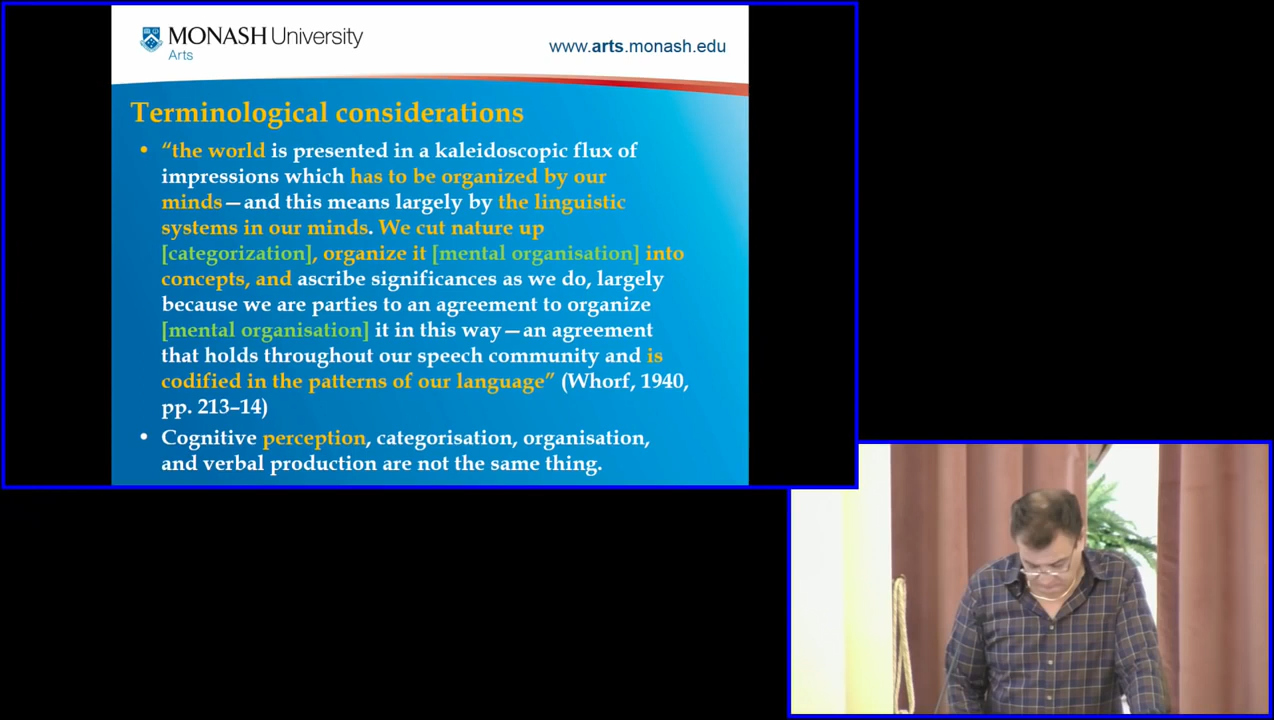 MONASH University
Arts
www.arts.monash.edu
Terminological considerations
• “the world is presented in a kaleidoscopic flux of
impressions which has to be organized by our
minds—and this means largely by the linguistic
systems in our minds. We cut nature up
[categorization], organize it [mental organisation] into
concepts, and ascribe significances as we do, largely
because we are parties to an agreement to organize
[mental organisation] it in this way—an agreement
that holds throughout our speech community and is
codified in the patterns of our language” (Whorf, 1940,
pp. 213–14)
• Cognitive perception, categorisation, organisation,
and verbal production are not the same thing.